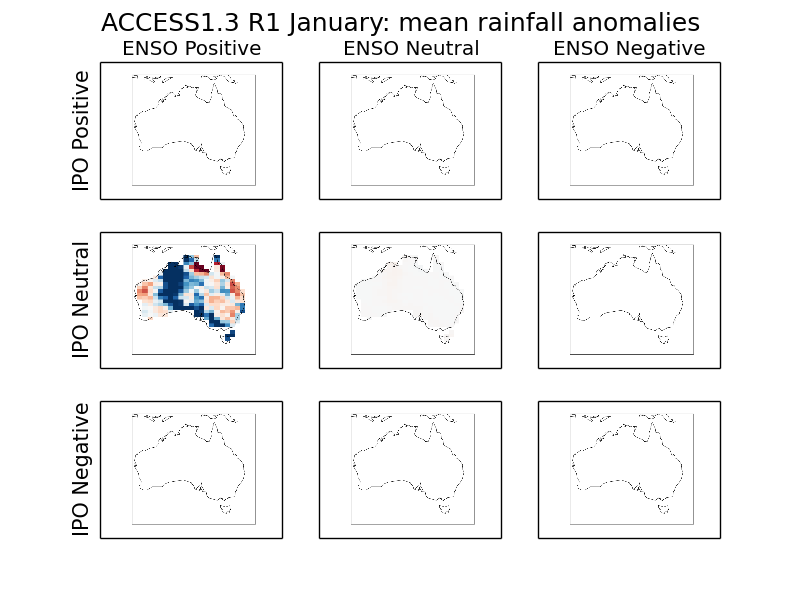 ACCESS1.3 R1 January: mean rainfall anomalies
ENSO Positive
ENSO Neutral
ENSO Negative
IPO Positive
IPO Neutral
IPO Negative